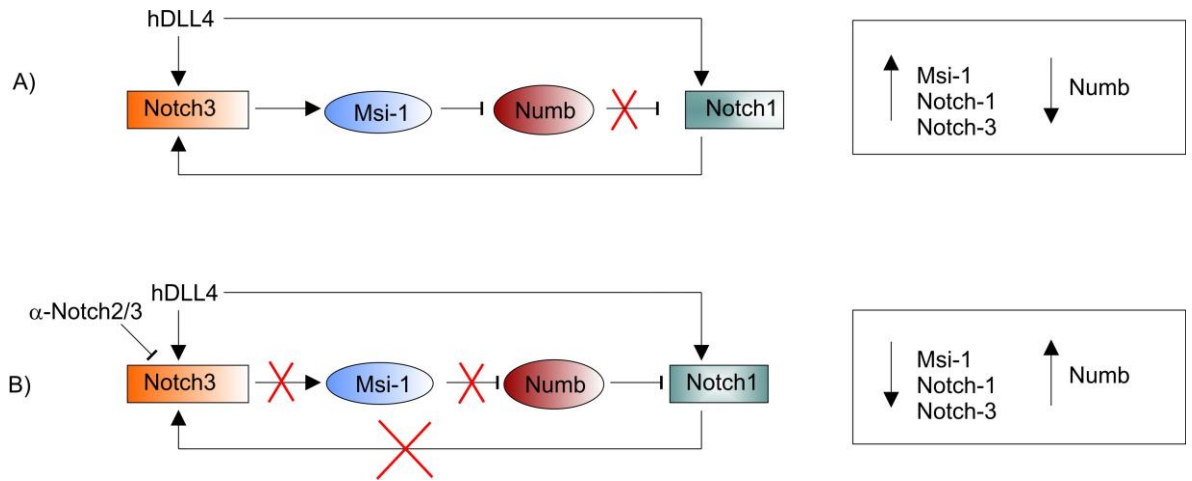 hDLL4
A)
Notch3
Msi-1
Numb
Notch1
Msi-1
Notch-1
Notch-3
Numb
hDLL4
α-Notch2/3
B)
Notch3
Msi-1
Numb
Notch1
Msi-1
Notch-1
Notch-3
Numb